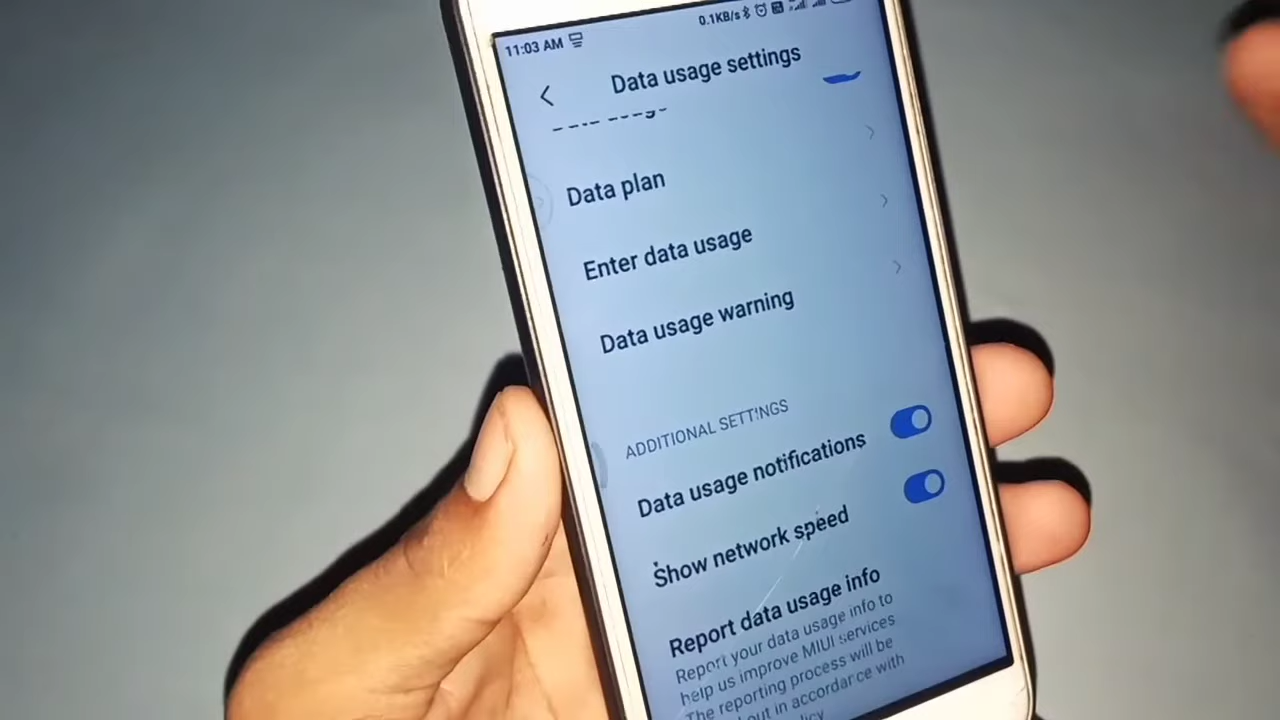 11:03 AM 0.1KB/s
Data usage settings
Data plan
Enter data usage
Data usage warning
ADDITIONAL SETTINGS
Data usage notifications
Show network speed
Report data usage info
Report your data usage info to
help us improve MIUI services
The reporting process will be
out in accordance with